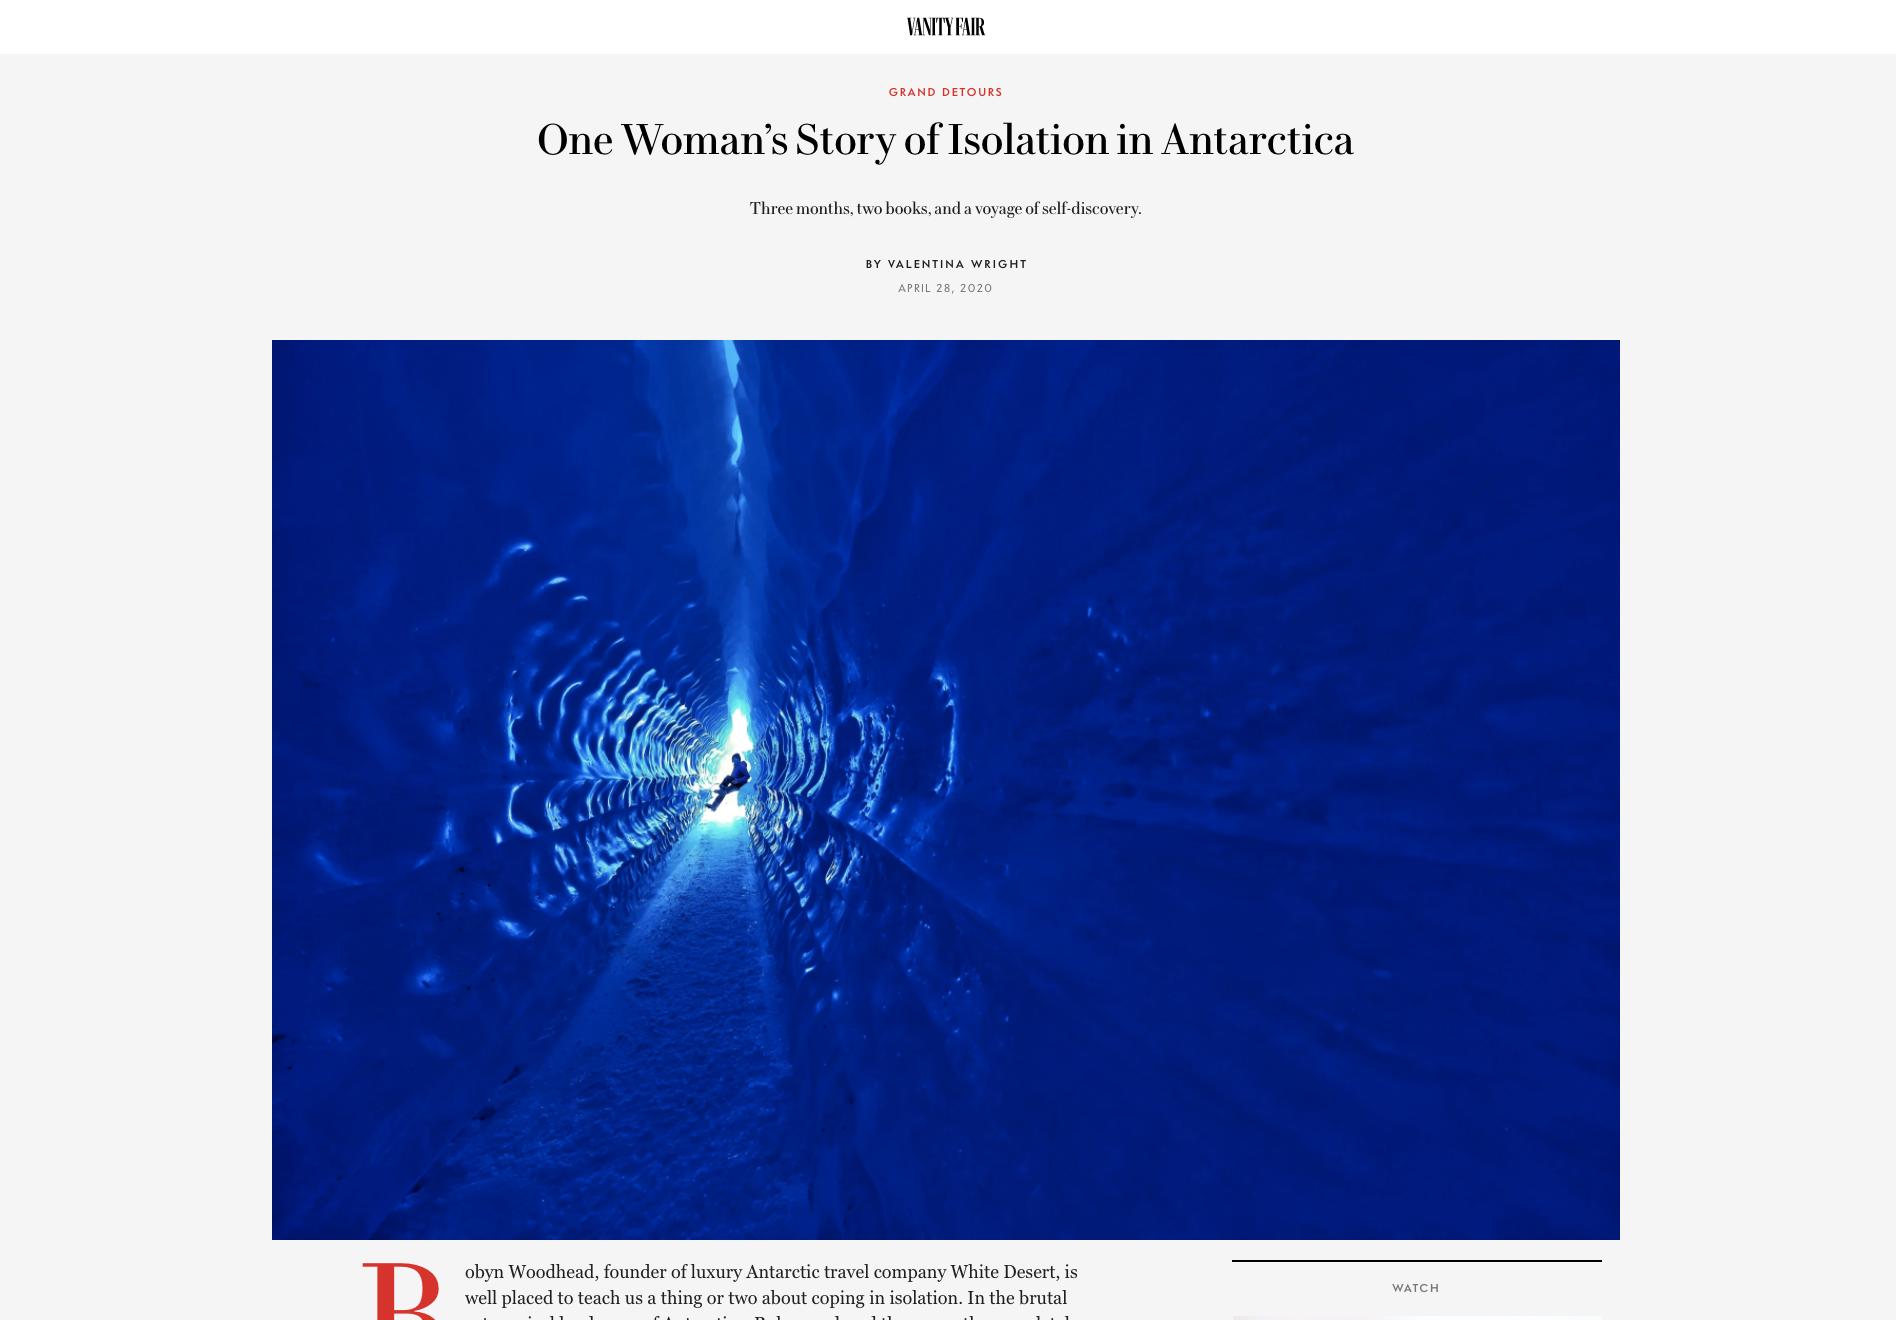 VANITY FAIR
GRAND DETOURS
One Woman’s Story of Isolation in Antarctica
Three months, two books, and a voyage of self-discovery.
BY VALENTINA WRIGHT
APRIL 28, 2020
Robyn Woodhead, founder of luxury Antarctic travel company White Desert, is
well placed to teach us a thing or two about coping in isolation. In the brutal
WATCH